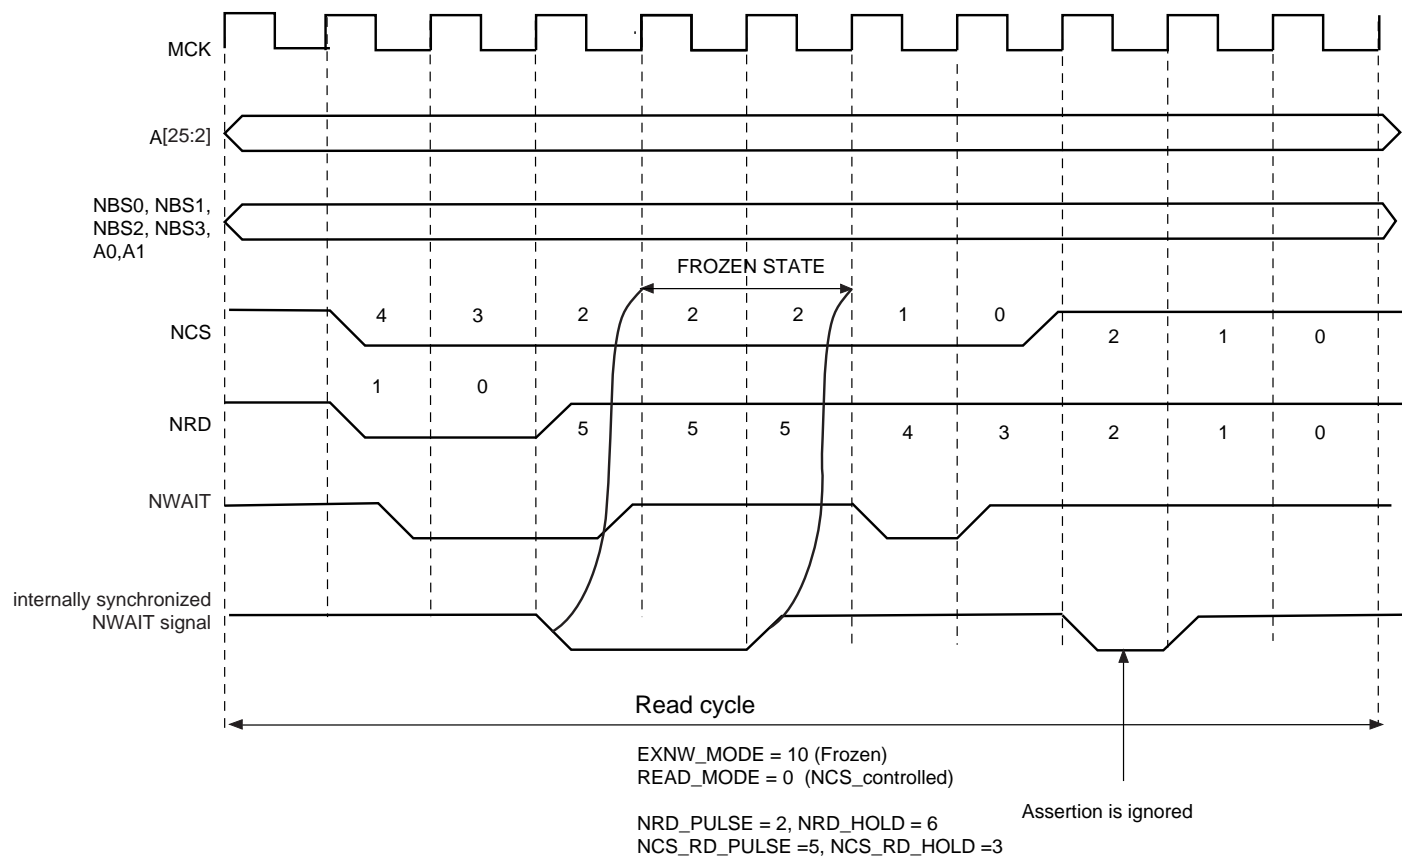 MCK
A[25:2]
NBS0, NBS1,
NBS2, NBS3,
A0,A1
FROZEN STATE
4 3 2 2 2 1 0
NCS
2 1 0
1 0
NRD
5 5 5 4 3 2 1 0
NWAIT
internally synchronized
NWAIT signal
Read cycle
EXNW_MODE = 10 (Frozen)
READ_MODE = 0 (NCS_controlled)
Assertion is ignored
NRD_PULSE = 2, NRD_HOLD = 6
NCS_RD_PULSE =5, NCS_RD_HOLD =3